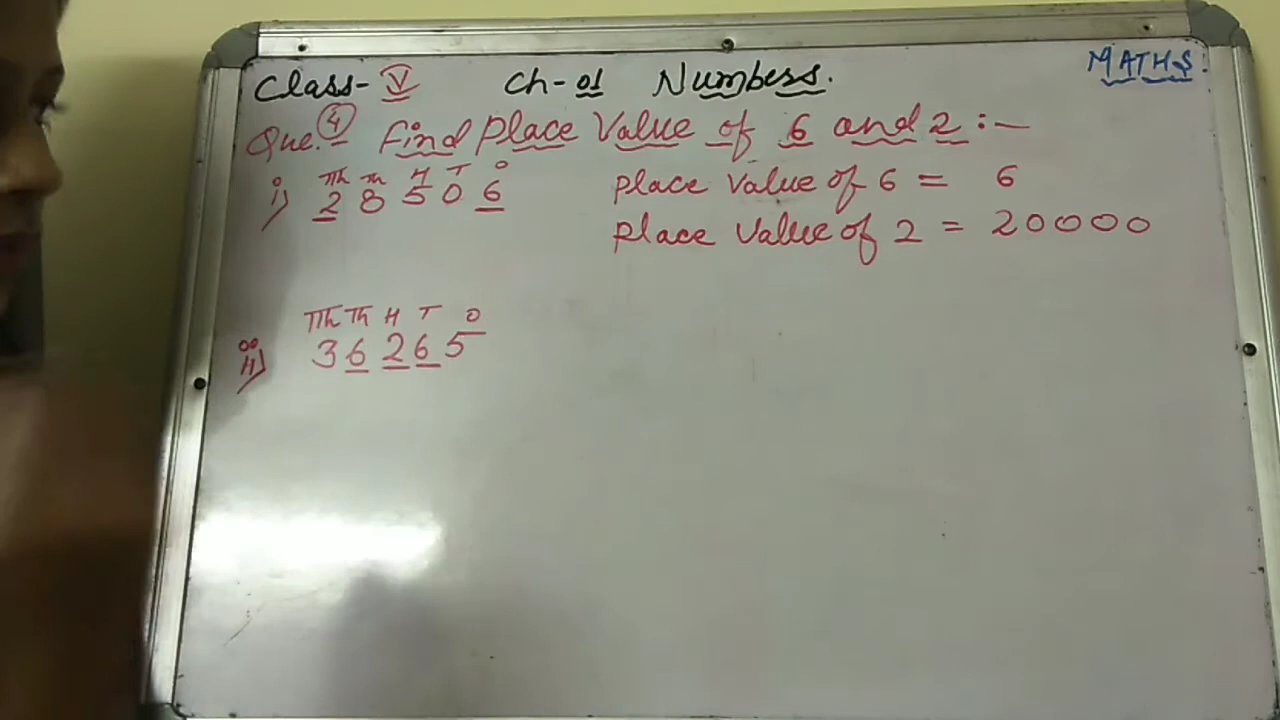 Class-V Ch-01 Numbers. MATHS:
Que. 4 Find Place Value of 6 and 2 :-
TTh Th H T O
i) 2 8 5 0 6 Place Value of 6 = 6
Place Value of 2 = 20000
TTh Th H T O
ii) 3 6 2 6 5